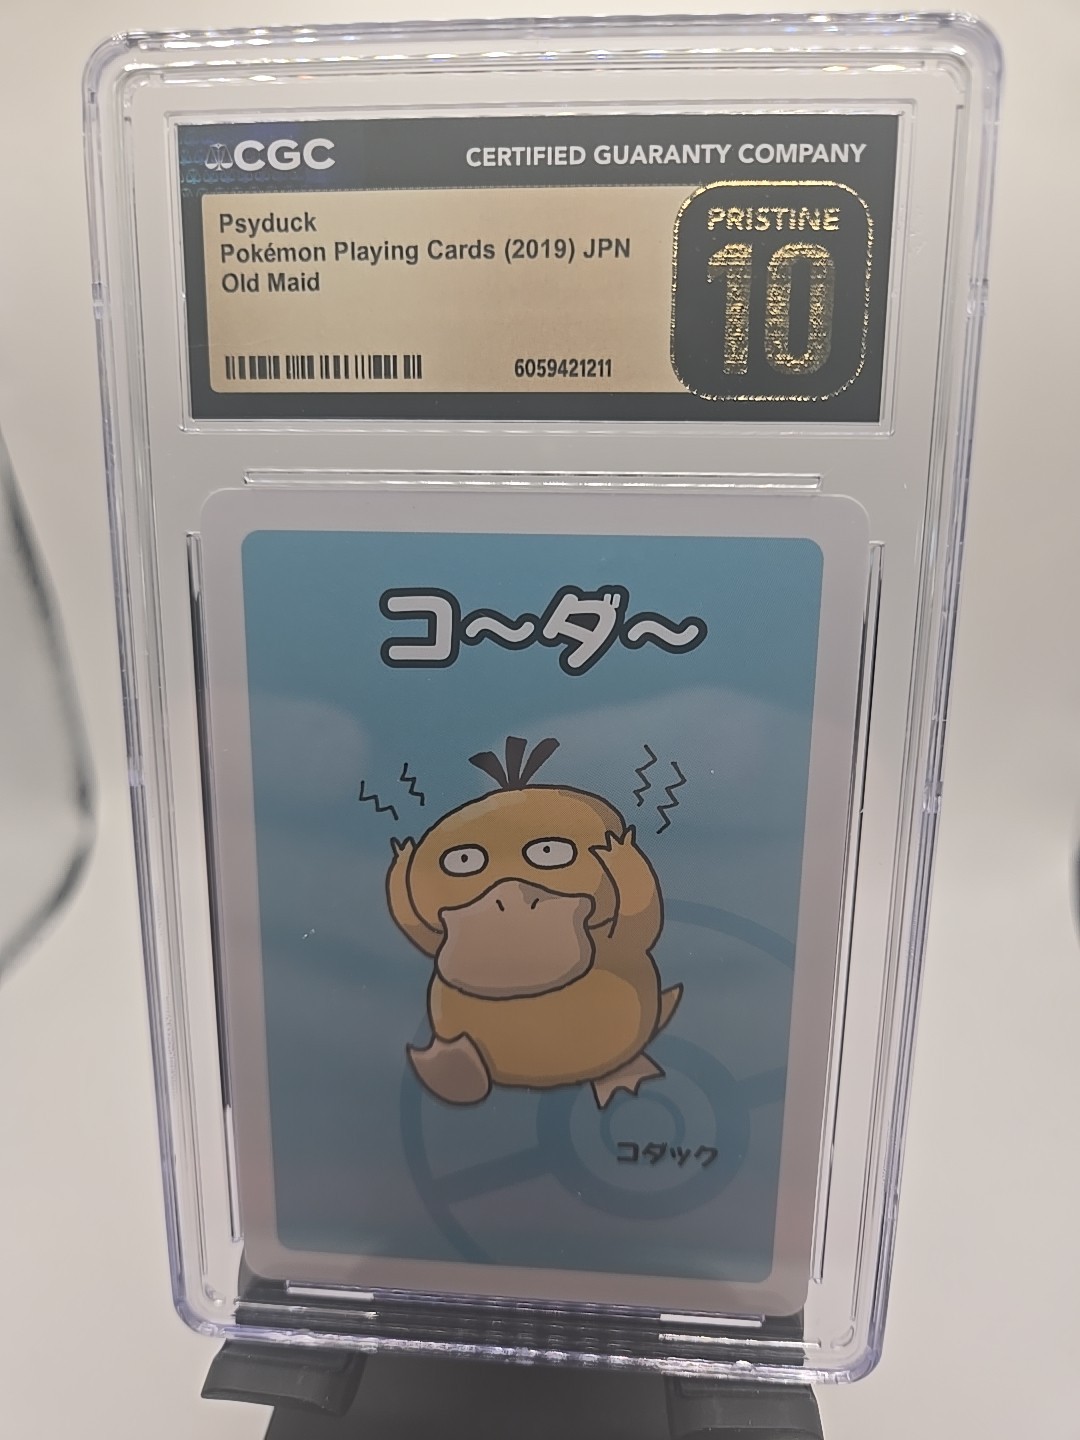 CGC
CERTIFIED GUARANTY COMPANY
Psyduck
Pokémon Playing Cards (2019) JPN
Old Maid
6059421211
PRISTINE
10
コ〜ダ〜
コダック